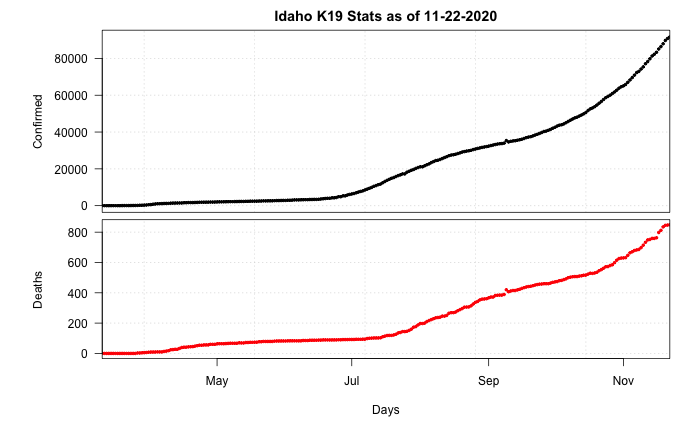 Idaho K19 Stats as of 11-22-2020
Confirmed
80000
60000
40000
20000
0
Deaths
800
600
400
200
0
May Jul Sep Nov
Days